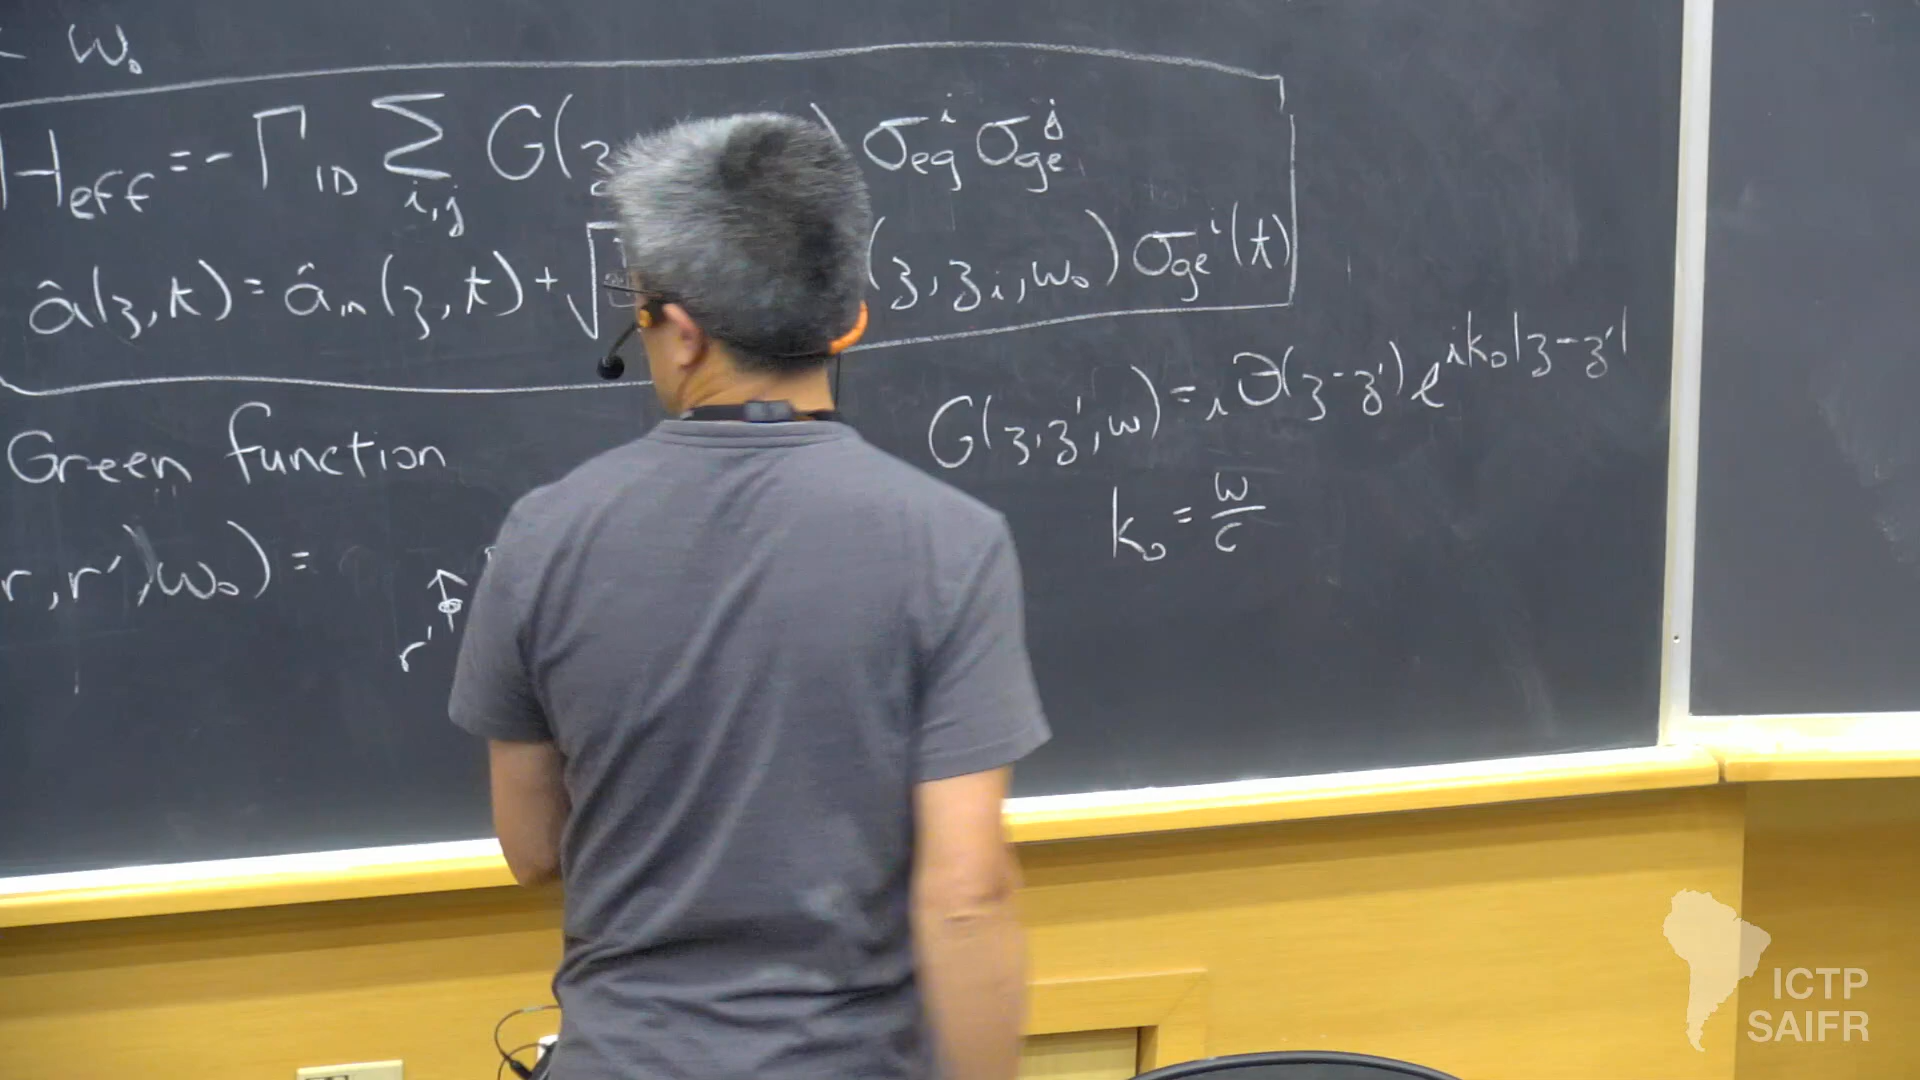 ω₀
H_eff = - Γ_1D Σ_{i,j} G(z ) σ_eg^i σ_ge^j
â(z,t) = â_in(z,t) + √ (z, z_i, ω₀) σ_ge^i(t)
G(z,z',ω) = i Θ(z-z') e^{ik₀|z-z'|}
Green function
k₀ = ω/c
r, r', ω₀) =
r'
ICTP
SAIFR